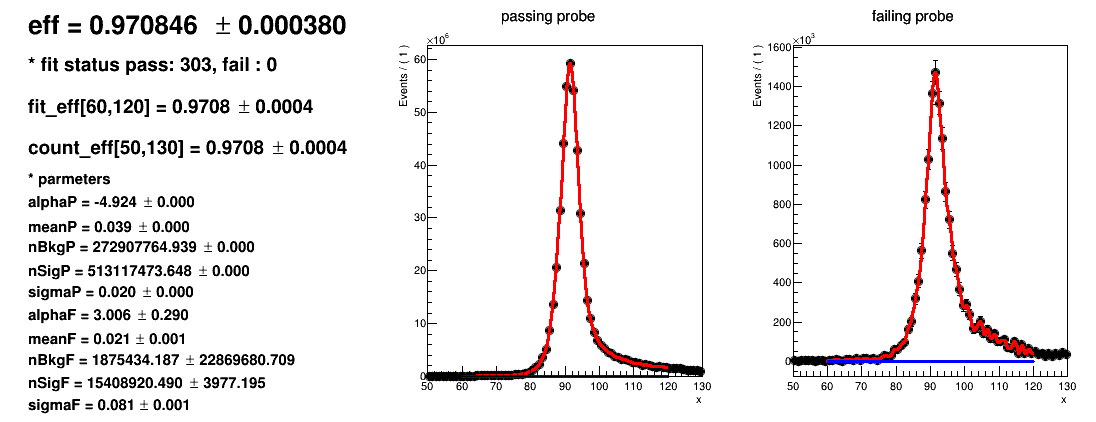 eff = 0.970846 ± 0.000380
* fit status pass: 303, fail : 0
fit_eff[60,120] = 0.9708 ± 0.0004
count_eff[50,130] = 0.9708 ± 0.0004
* parmeters
alphaP = -4.924 ± 0.000
meanP = 0.039 ± 0.000
nBkgP = 272907764.939 ± 0.000
nSigP = 513117473.648 ± 0.000
sigmaP = 0.020 ± 0.000
alphaF = 3.006 ± 0.290
meanF = 0.021 ± 0.001
nBkgF = 1875434.187 ± 22869680.709
nSigF = 15408920.490 ± 3977.195
sigmaF = 0.081 ± 0.001
passing probe
×10⁶
Events / ( 1 )
60
50
40
30
20
10
0
50 60 70 80 90 100 110 120 130
x
failing probe
×10³
Events / ( 1 )
1600
1400
1200
1000
800
600
400
200
0
50 60 70 80 90 100 110 120 130
x